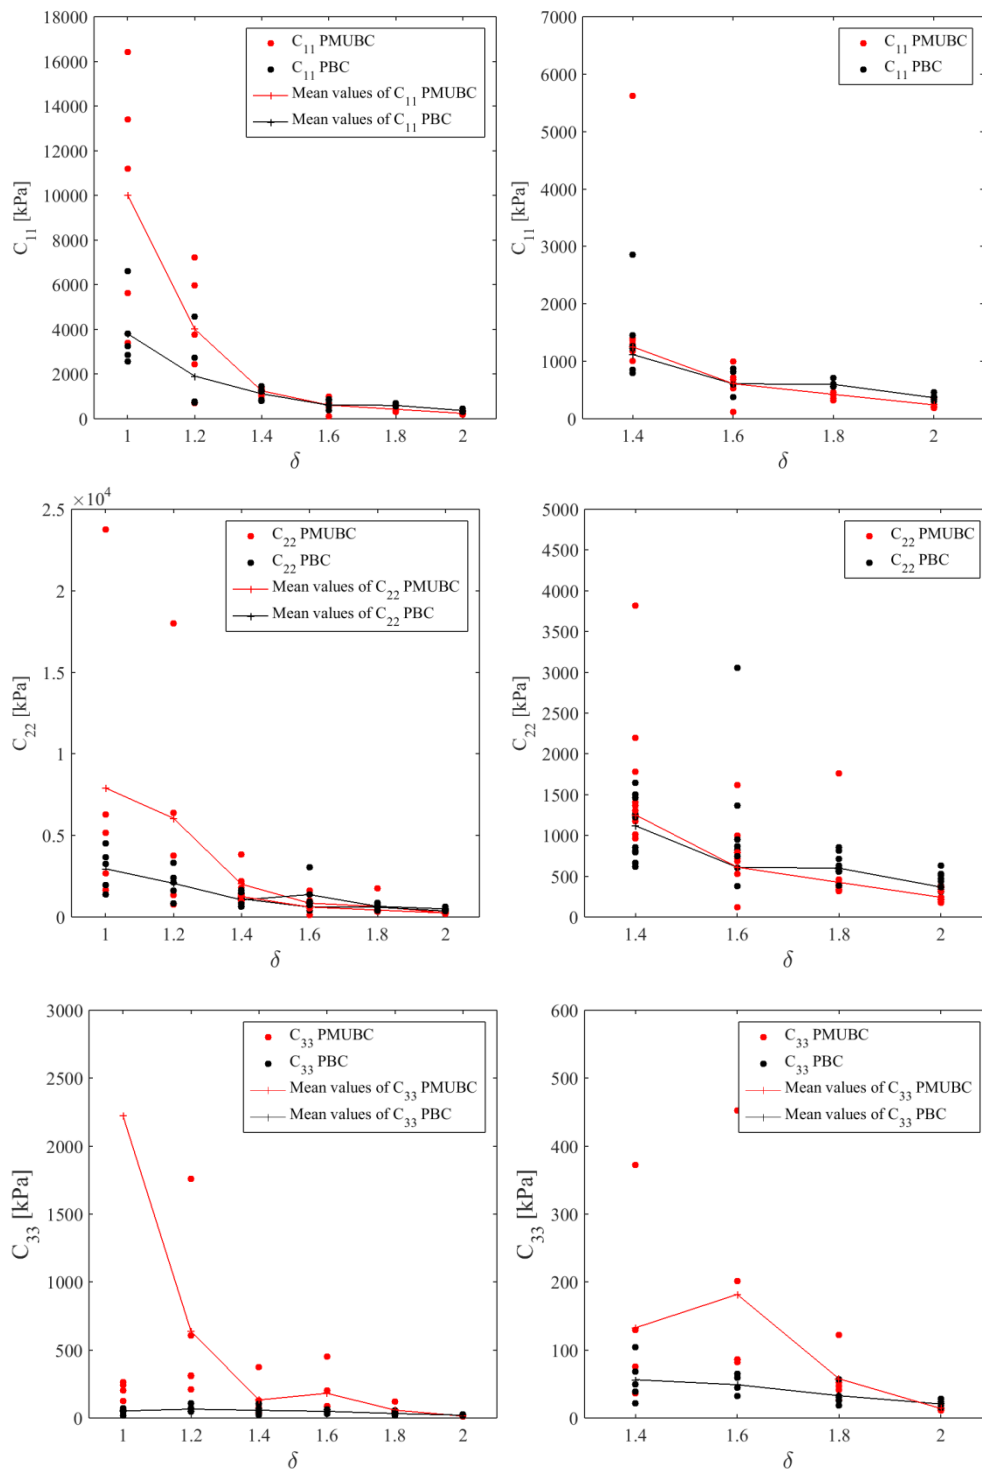 18000
16000
14000
12000
10000
8000
6000
4000
2000
0
C11 [kPa]
C11 PMUBC
C11 PBC
Mean values of C11 PMUBC
Mean values of C11 PBC
1 1.2 1.4 1.6 1.8 2
δ
7000
6000
5000
4000
3000
2000
1000
0
C11 [kPa]
C11 PMUBC
C11 PBC
1.4 1.6 1.8 2
δ
×10^4
2.5
2
1.5
1
0.5
0
C22 [kPa]
C22 PMUBC
C22 PBC
Mean values of C22 PMUBC
Mean values of C22 PBC
1 1.2 1.4 1.6 1.8 2
δ
5000
4500
4000
3500
3000
2500
2000
1500
1000
500
0
C22 [kPa]
C22 PMUBC
C22 PBC
1.4 1.6 1.8 2
δ
3000
2500
2000
1500
1000
500
0
C33 [kPa]
C33 PMUBC
C33 PBC
Mean values of C33 PMUBC
Mean values of C33 PBC
1 1.2 1.4 1.6 1.8 2
δ
600
500
400
300
200
100
0
C33 [kPa]
C33 PMUBC
C33 PBC
Mean values of C33 PMUBC
Mean values of C33 PBC
1.4 1.6 1.8 2
δ